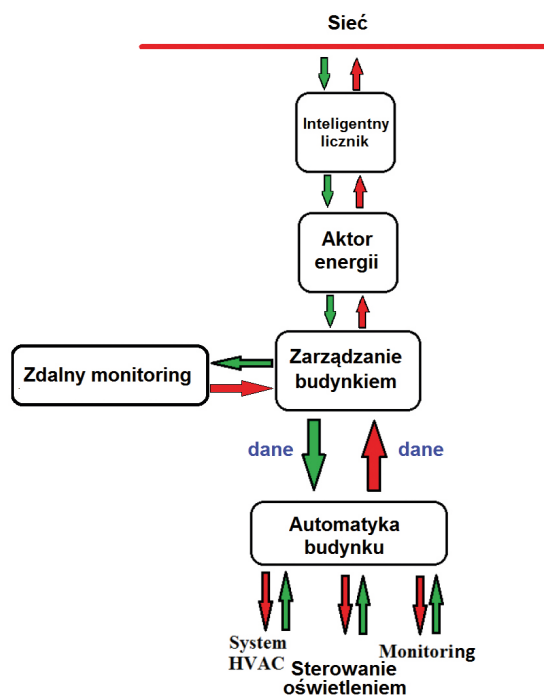 Sieć
Inteligentny
licznik
Aktor
energii
Zdalny monitoring
Zarządzanie
budynkiem
dane
dane
Automatyka
budynku
System
HVAC
Sterowanie
oświetleniem
Monitoring